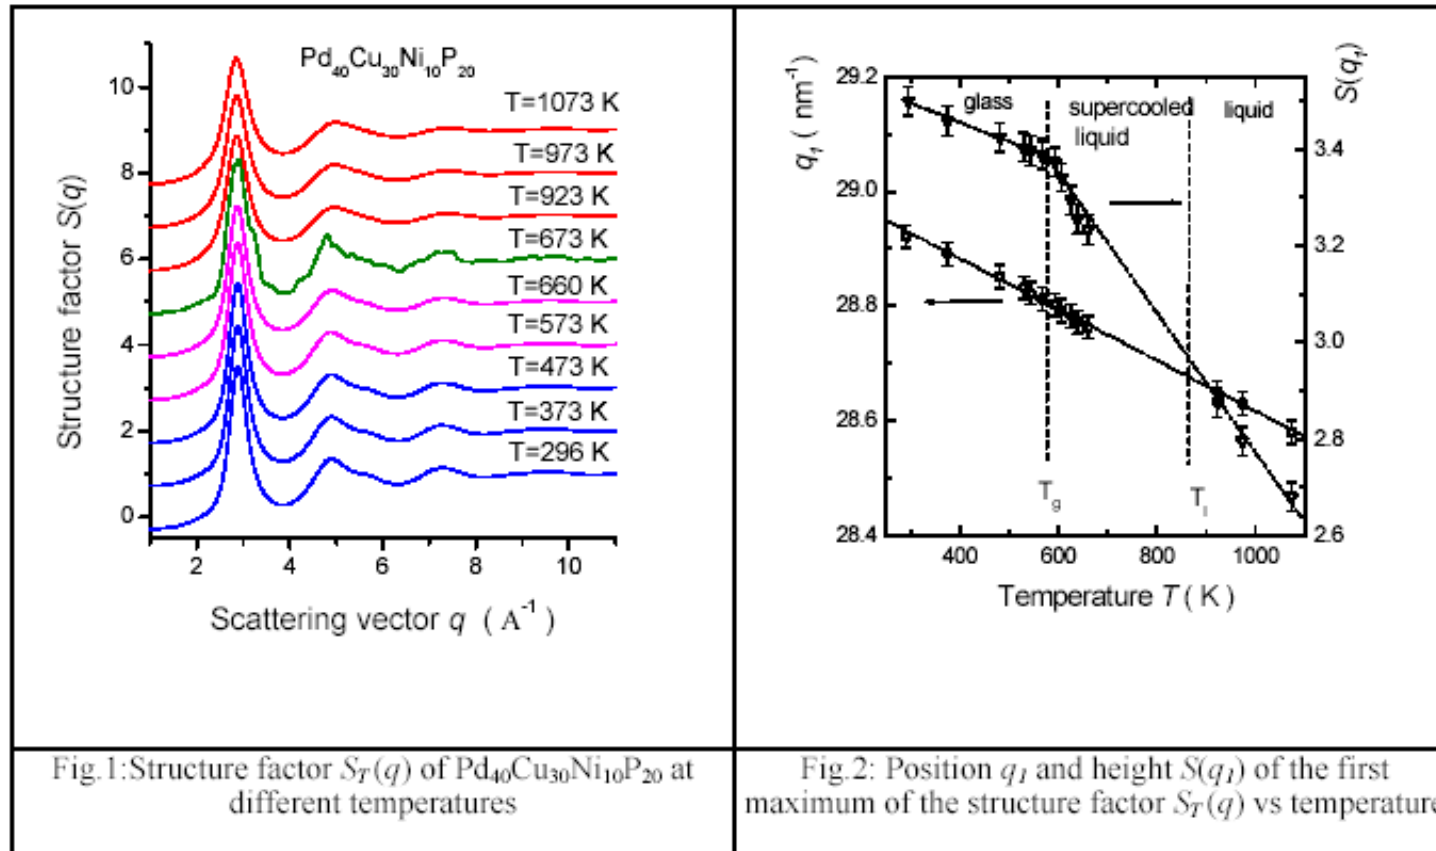 Pd₄₀Cu₃₀Ni₁₀P₂₀
T=1073 K
T=973 K
T=923 K
T=673 K
T=660 K
T=573 K
T=473 K
T=373 K
T=296 K
Structure factor S(q)
10
8
6
4
2
0
2 4 6 8 10
Scattering vector q ( A⁻¹ )
Fig.1:Structure factor S_T(q) of Pd₄₀Cu₃₀Ni₁₀P₂₀ at
different temperatures
q₁ ( nm⁻¹ )
29.2
29.0
28.8
28.6
28.4
glass
supercooled
liquid
liquid
T_g
T_l
S(q₁)
3.4
3.2
3.0
2.8
2.6
400 600 800 1000
Temperature T ( K )
Fig.2: Position q₁ and height S(q₁) of the first
maximum of the structure factor S_T(q) vs temperature